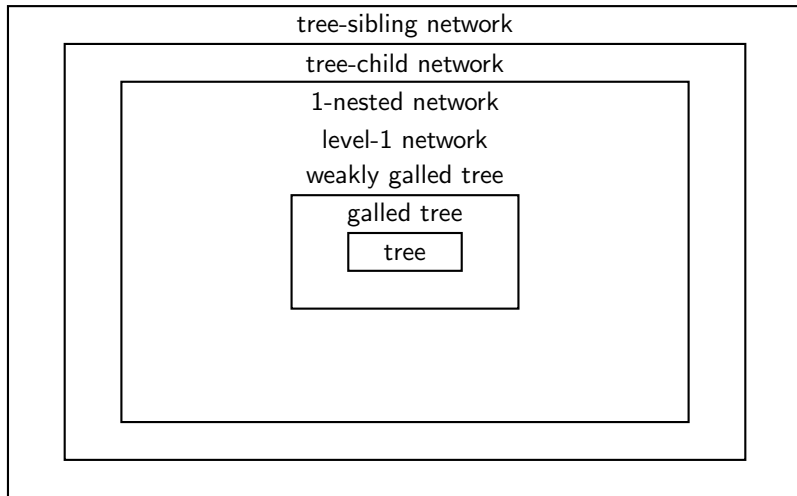 tree-sibling network
tree-child network
1-nested network
level-1 network
weakly galled tree
galled tree
tree